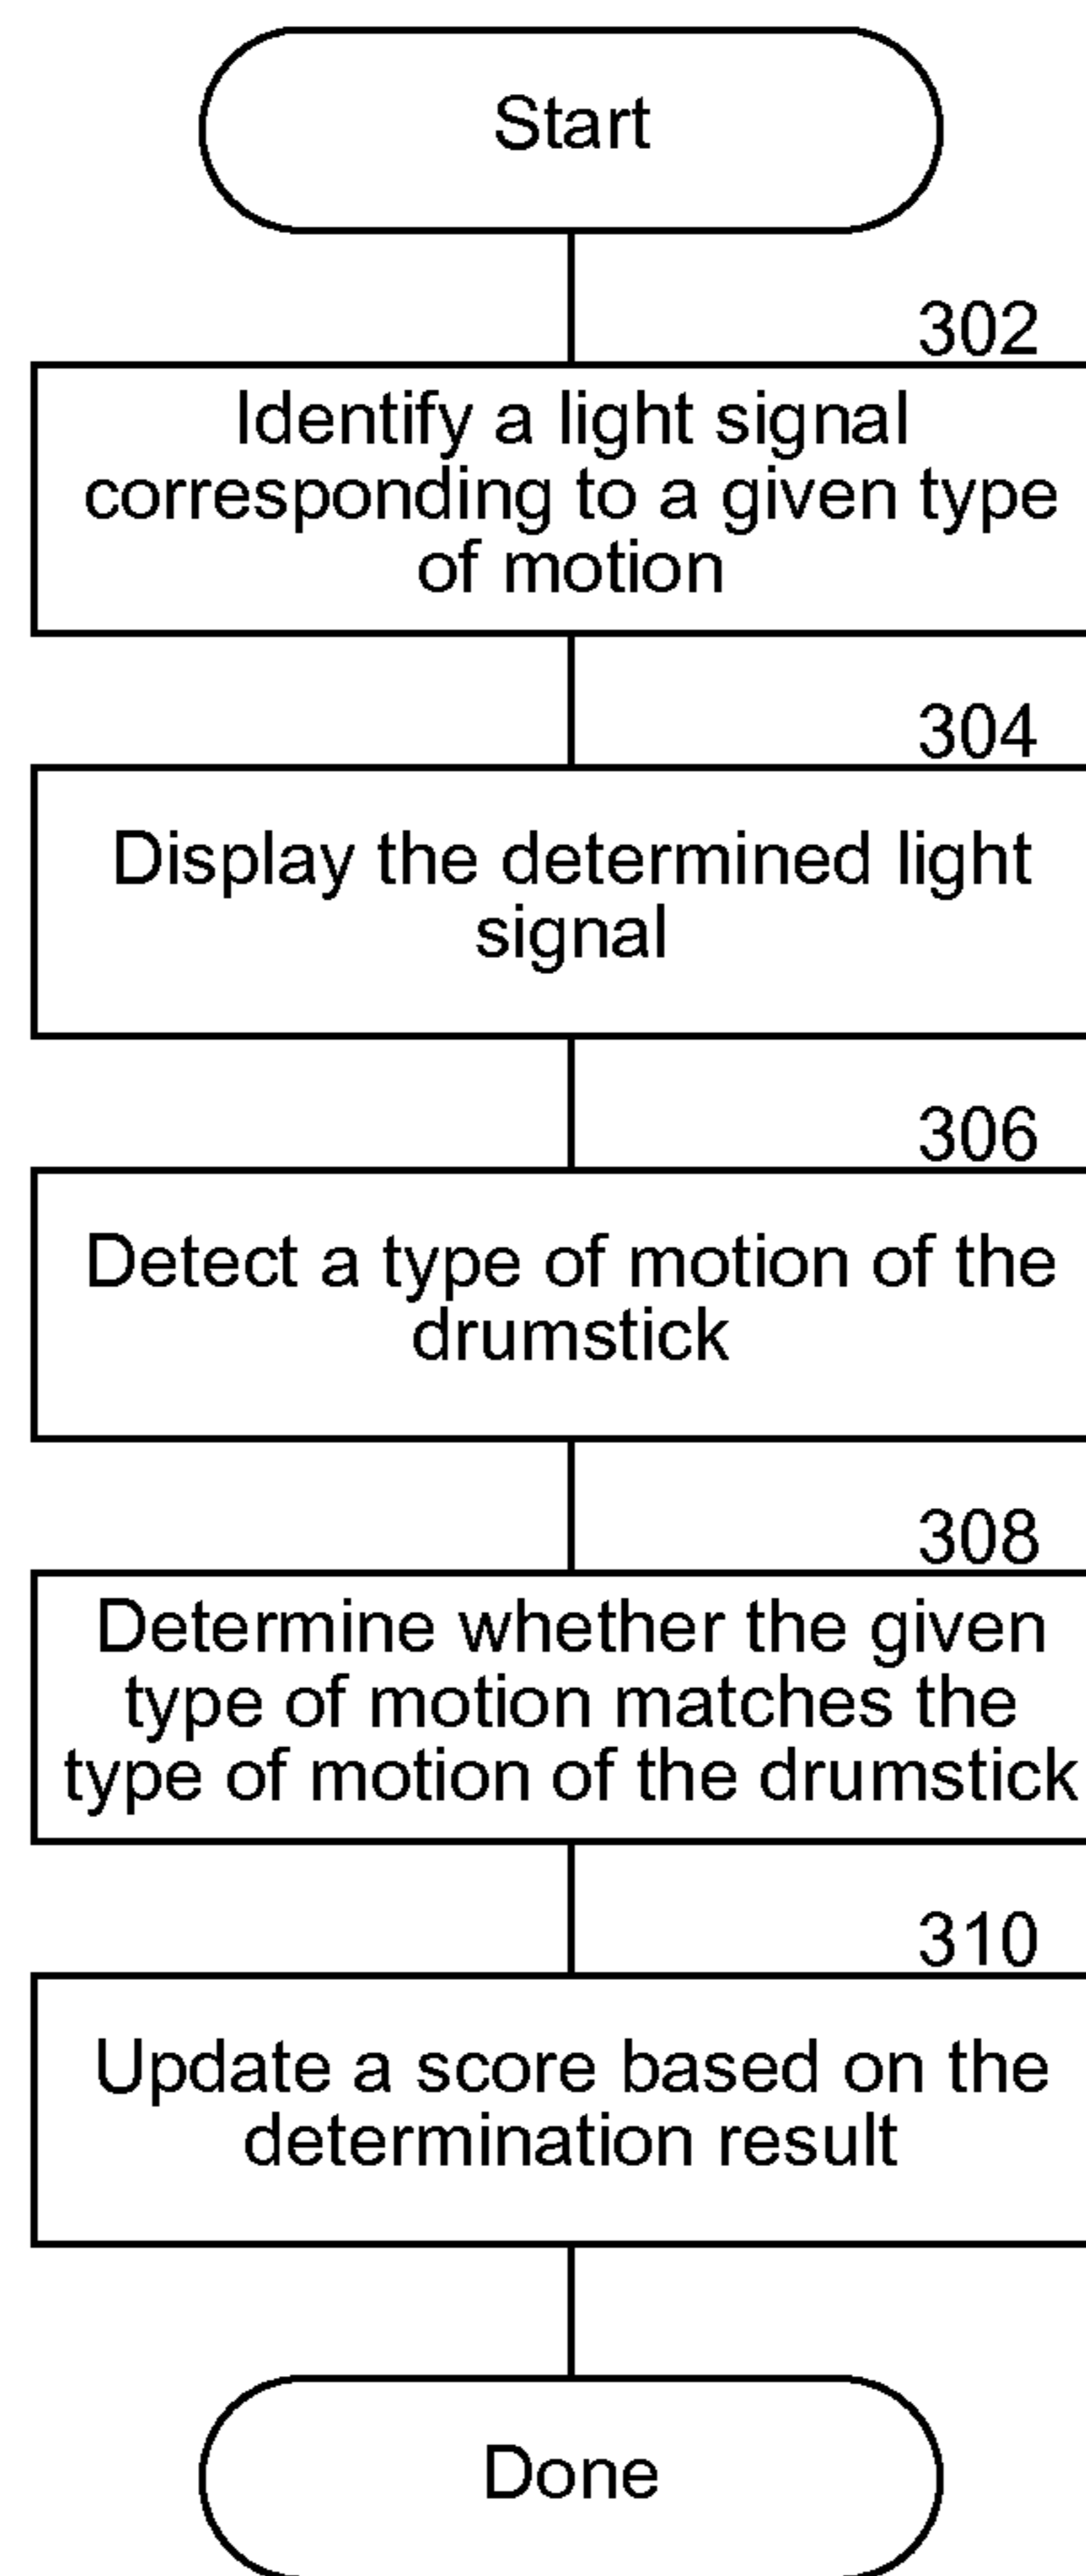 Start
302
Identify a light signal
corresponding to a given type
of motion
304
Display the determined light
signal
306
Detect a type of motion of the
drumstick
308
Determine whether the given
type of motion matches the
type of motion of the drumstick
310
Update a score based on the
determination result
Done